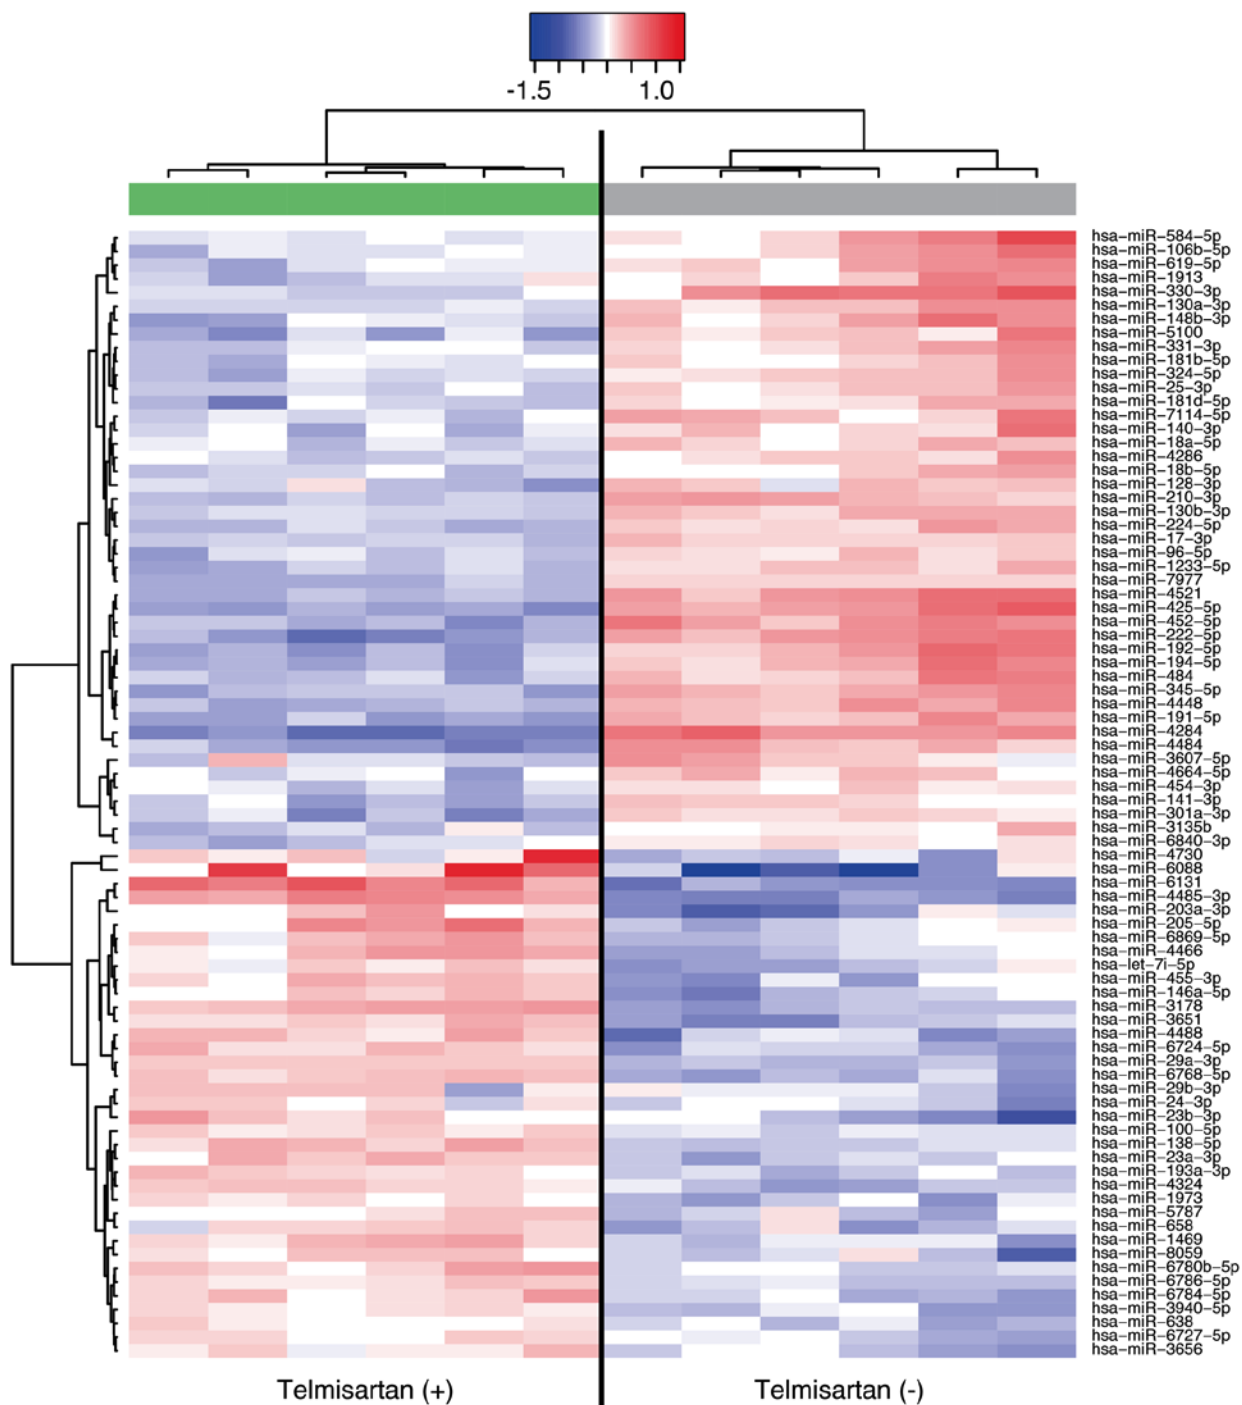 -1.5 1.0
hsa-miR-584-5p
hsa-miR-106b-5p
hsa-miR-619-5p
hsa-miR-1913
hsa-miR-330-3p
hsa-miR-130a-3p
hsa-miR-148b-3p
hsa-miR-5100
hsa-miR-331-3p
hsa-miR-181b-5p
hsa-miR-324-5p
hsa-miR-25-3p
hsa-miR-181d-5p
hsa-miR-7114-5p
hsa-miR-140-3p
hsa-miR-18a-5p
hsa-miR-4286
hsa-miR-18b-5p
hsa-miR-128-3p
hsa-miR-210-3p
hsa-miR-130b-3p
hsa-miR-224-5p
hsa-miR-17-3p
hsa-miR-96-5p
hsa-miR-1233-5p
hsa-miR-7977
hsa-miR-4521
hsa-miR-425-5p
hsa-miR-452-5p
hsa-miR-222-5p
hsa-miR-192-5p
hsa-miR-194-5p
hsa-miR-484
hsa-miR-345-5p
hsa-miR-4448
hsa-miR-191-5p
hsa-miR-4284
hsa-miR-4484
hsa-miR-3607-5p
hsa-miR-4664-5p
hsa-miR-454-3p
hsa-miR-141-3p
hsa-miR-301a-3p
hsa-miR-3135b
hsa-miR-6840-3p
hsa-miR-4730
hsa-miR-6088
hsa-miR-6131
hsa-miR-4485-3p
hsa-miR-203a-3p
hsa-miR-205-5p
hsa-miR-6869-5p
hsa-miR-4466
hsa-let-7i-5p
hsa-miR-455-3p
hsa-miR-146a-5p
hsa-miR-3178
hsa-miR-3651
hsa-miR-4488
hsa-miR-6724-5p
hsa-miR-29a-3p
hsa-miR-6768-5p
hsa-miR-29b-3p
hsa-miR-24-3p
hsa-miR-23b-3p
hsa-miR-100-5p
hsa-miR-138-5p
hsa-miR-23a-3p
hsa-miR-193a-3p
hsa-miR-4324
hsa-miR-1973
hsa-miR-5787
hsa-miR-658
hsa-miR-1469
hsa-miR-8059
hsa-miR-6780b-5p
hsa-miR-6786-5p
hsa-miR-6784-5p
hsa-miR-3940-5p
hsa-miR-638
hsa-miR-6727-5p
hsa-miR-3656
Telmisartan (+) Telmisartan (-)